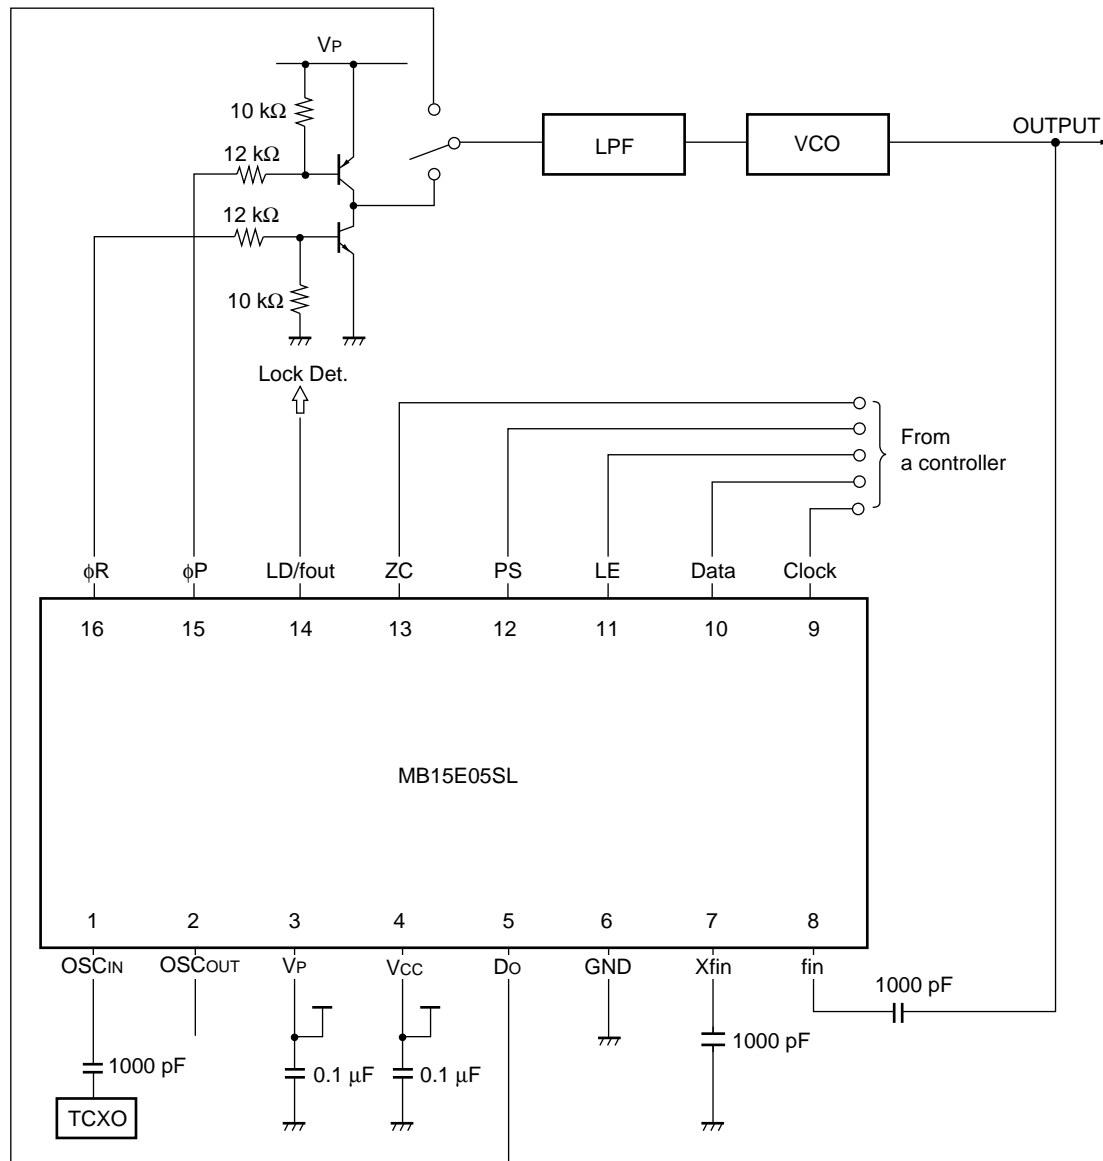 VP
10 kΩ
12 kΩ
12 kΩ
10 kΩ
LPF
VCO
OUTPUT
Lock Det.
From
a controller
φR φP LD/fout ZC PS LE Data Clock
16 15 14 13 12 11 10 9
MB15E05SL
1 2 3 4 5 6 7 8
OSCIN OSCOUT VP VCC DO GND Xfin fin
1000 pF
1000 pF
0.1 μF
0.1 μF
1000 pF
TCXO